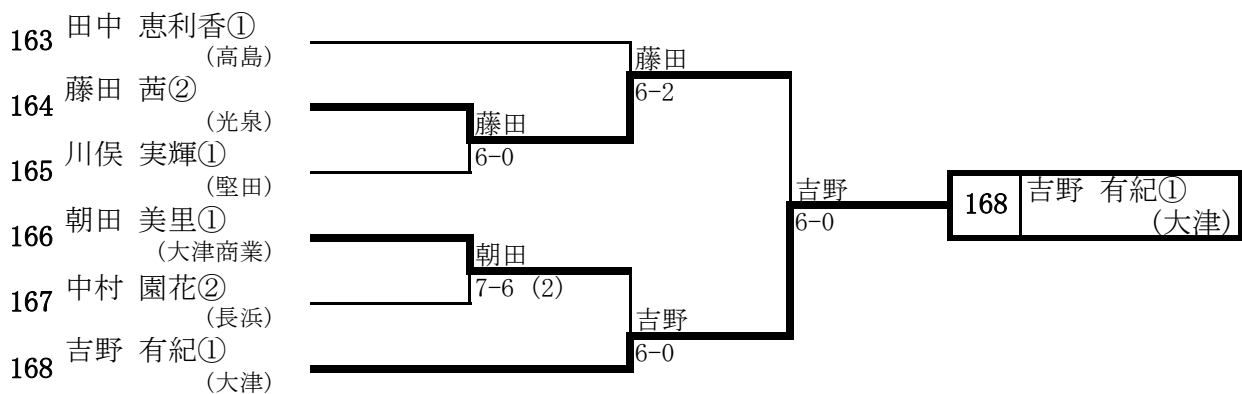 163 田中 恵利香①
(高島)
164 藤田 茜②
(光泉)
165 川俣 実輝①
(堅田)
166 朝田 美里①
(大津商業)
167 中村 園花②
(長浜)
168 吉野 有紀①
(大津)
藤田
6-0
朝田
7-6 (2)
藤田
6-2
吉野
6-0
吉野
6-0
168 吉野 有紀①
(大津)